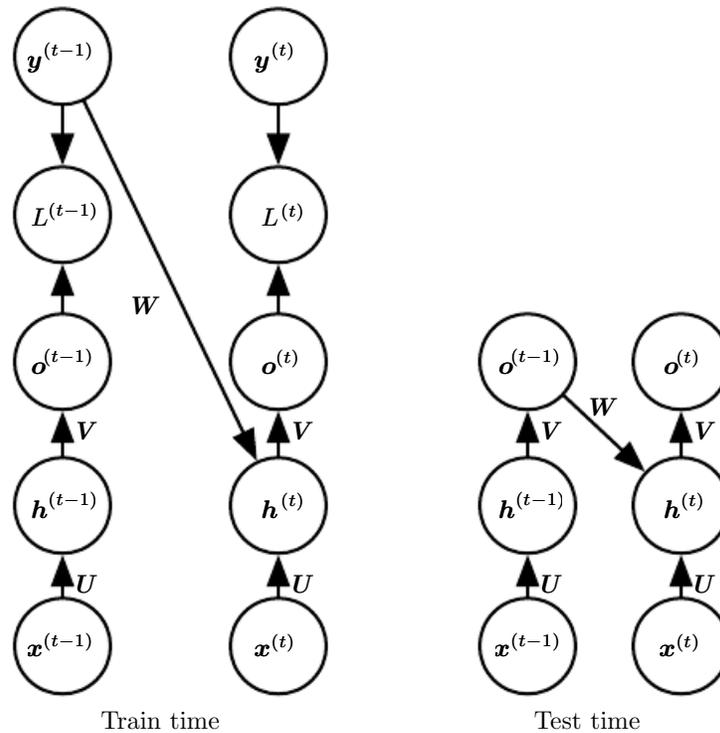 y^(t−1) y^(t)
L^(t−1) L^(t)
W
o^(t−1) o^(t) o^(t−1) o^(t)
W
V V V V
h^(t−1) h^(t) h^(t−1) h^(t)
U U U U
x^(t−1) x^(t) x^(t−1) x^(t)
Train time Test time